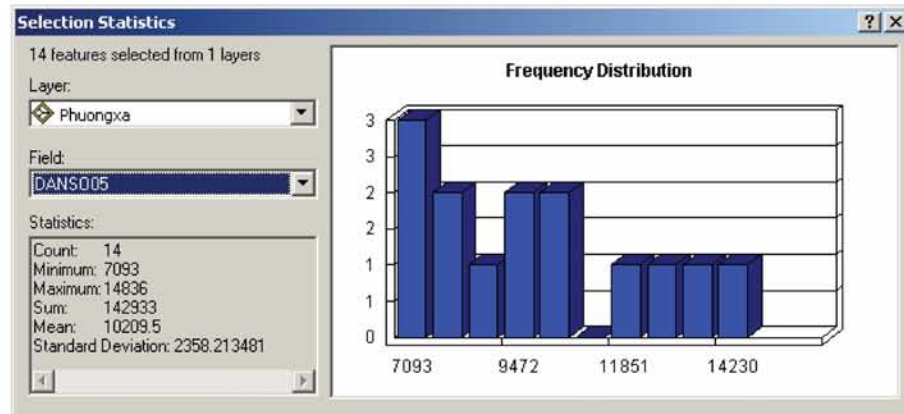 Selection Statistics
14 features selected from 1 layers
Layer:
Phuongxa
Field:
DANSO05
Statistics:
Count: 14
Minimum: 7093
Maximum: 14836
Sum: 142933
Mean: 10209.5
Standard Deviation: 2358.213481
Frequency Distribution
3
3
2
2
1
1
0
7093 9472 11851 14230